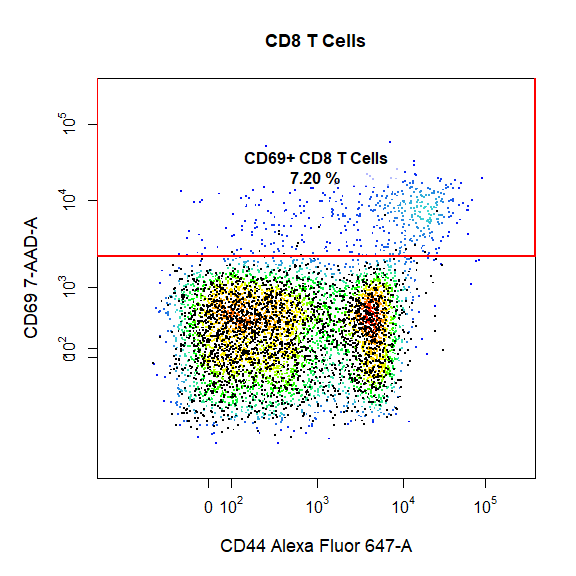 CD8 T Cells
CD69+ CD8 T Cells
7.20 %
CD69 7-AAD-A
10^5
10^4
10^3
10^2
0
0 10^2 10^3 10^4 10^5
CD44 Alexa Fluor 647-A